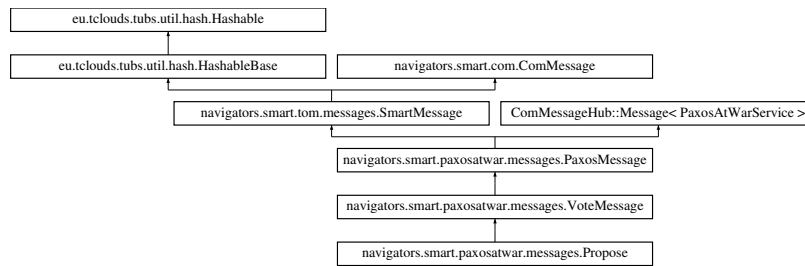 eu.tclouds.tubs.util.hash.Hashable
eu.tclouds.tubs.util.hash.HashableBase
navigators.smart.com.ComMessage
navigators.smart.tom.messages.SmartMessage
ComMessageHub::Message< PaxosAtWarService >
navigators.smart.paxosatwar.messages.PaxosMessage
navigators.smart.paxosatwar.messages.VoteMessage
navigators.smart.paxosatwar.messages.Propose